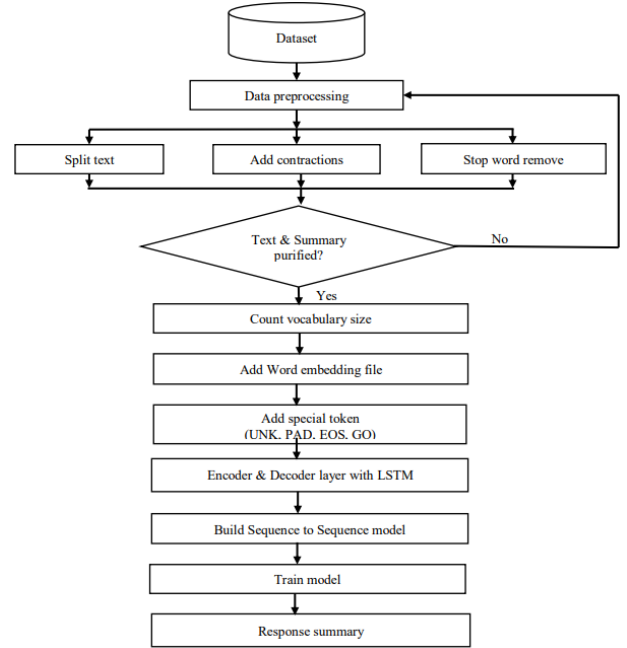 Dataset
Data preprocessing
Split text
Add contractions
Stop word remove
Text & Summary
purified?
No
Yes
Count vocabulary size
Add Word embedding file
Add special token
(UNK, PAD, EOS, GO)
Encoder & Decoder layer with LSTM
Build Sequence to Sequence model
Train model
Response summary